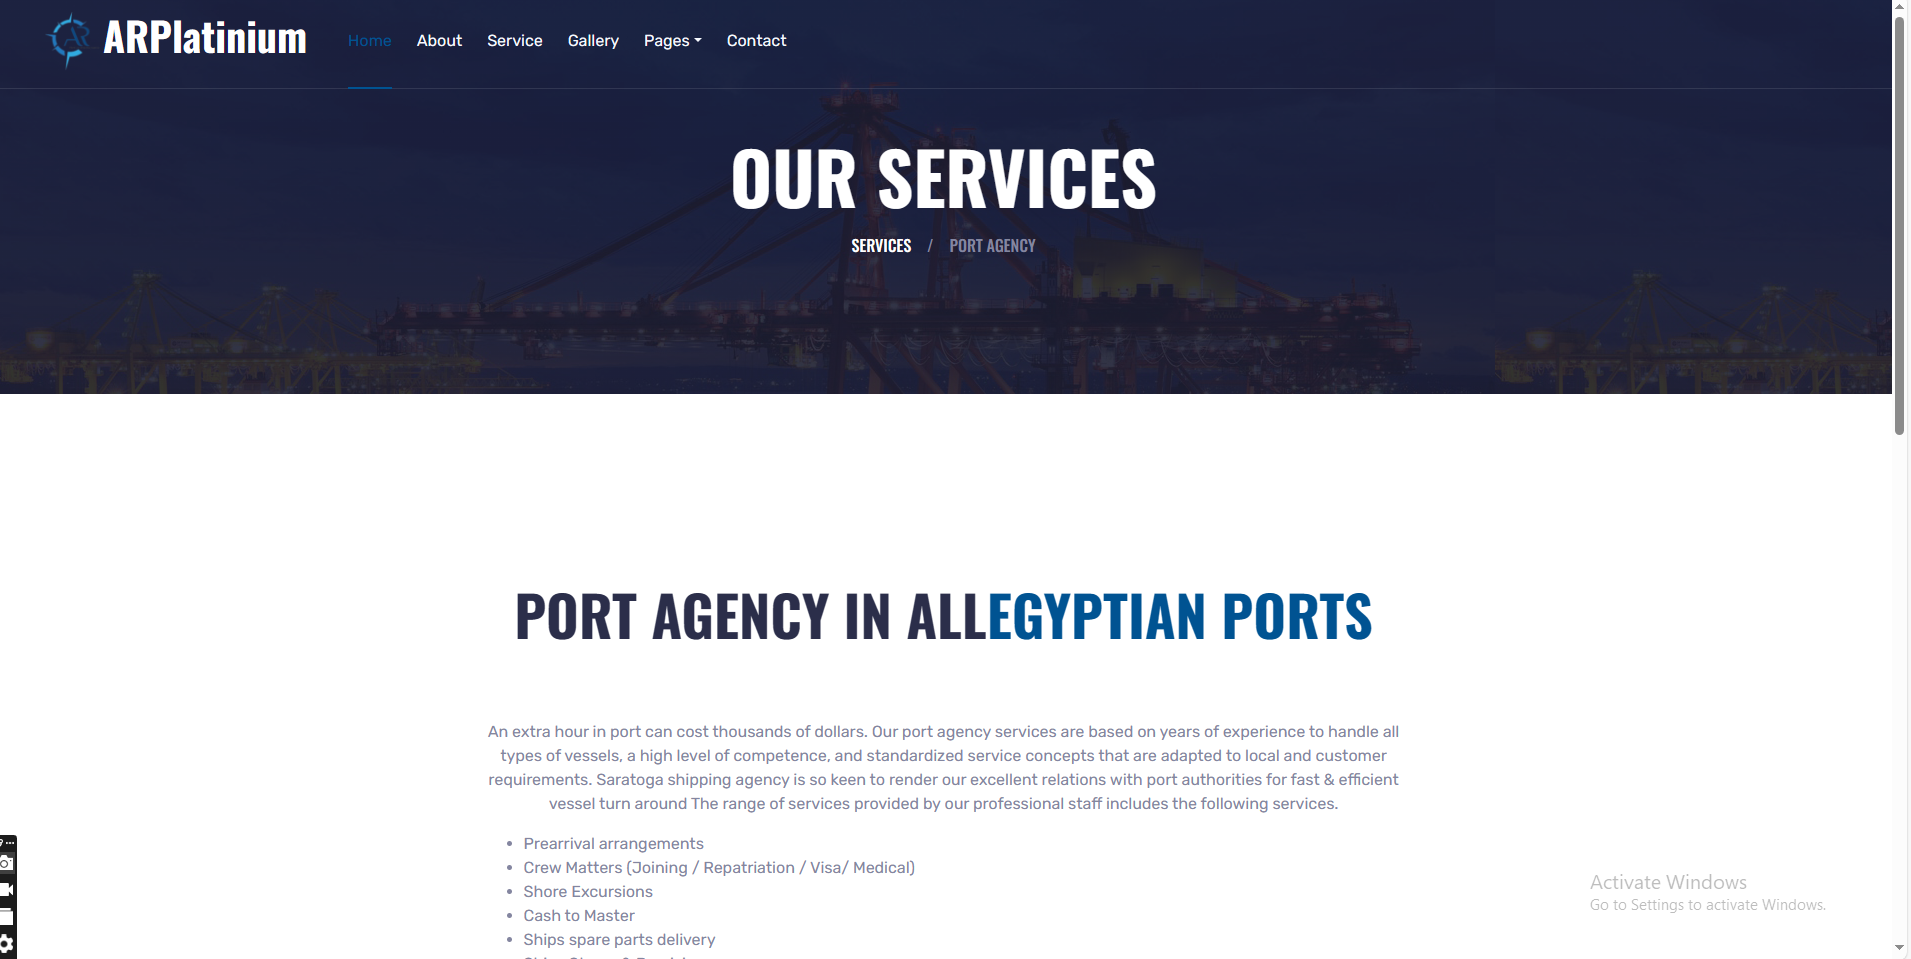 ARPlatinium
Home About Service Gallery Pages Contact
OUR SERVICES
SERVICES / PORT AGENCY
PORT AGENCY IN ALLEGYPTIAN PORTS
An extra hour in port can cost thousands of dollars. Our port agency services are based on years of experience to handle all
types of vessels, a high level of competence, and standardized service concepts that are adapted to local and customer
requirements. Saratoga shipping agency is so keen to render our excellent relations with port authorities for fast & efficient
vessel turn around The range of services provided by our professional staff includes the following services.
• Prearrival arrangements
• Crew Matters (Joining / Repatriation / Visa/ Medical)
• Shore Excursions
• Cash to Master
• Ships spare parts delivery
Activate Windows
Go to Settings to activate Windows.